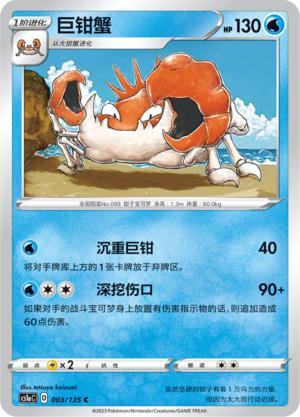 1阶进化
巨钳蟹
HP 130
从大钳蟹进化
全国图鉴No.099 钳子宝可梦 身高：1.3m 体重：60.0kg
沉重巨钳 40
将对手牌库上方的1张卡牌放于弃牌区。
深挖伤口 90+
如果对手的战斗宝可梦身上放置有伤害指示物的话，则追加造成
60点伤害。
弱点 ×2 抗性 撤退
Illus.tetsuya koizumi
CS1aC D 003/135 C
虽然坚硬的钳子有着1万马力的力量，
但因为太大而行动迟缓。
©2023 Pokémon/Nintendo/Creatures/GAME FREAK.